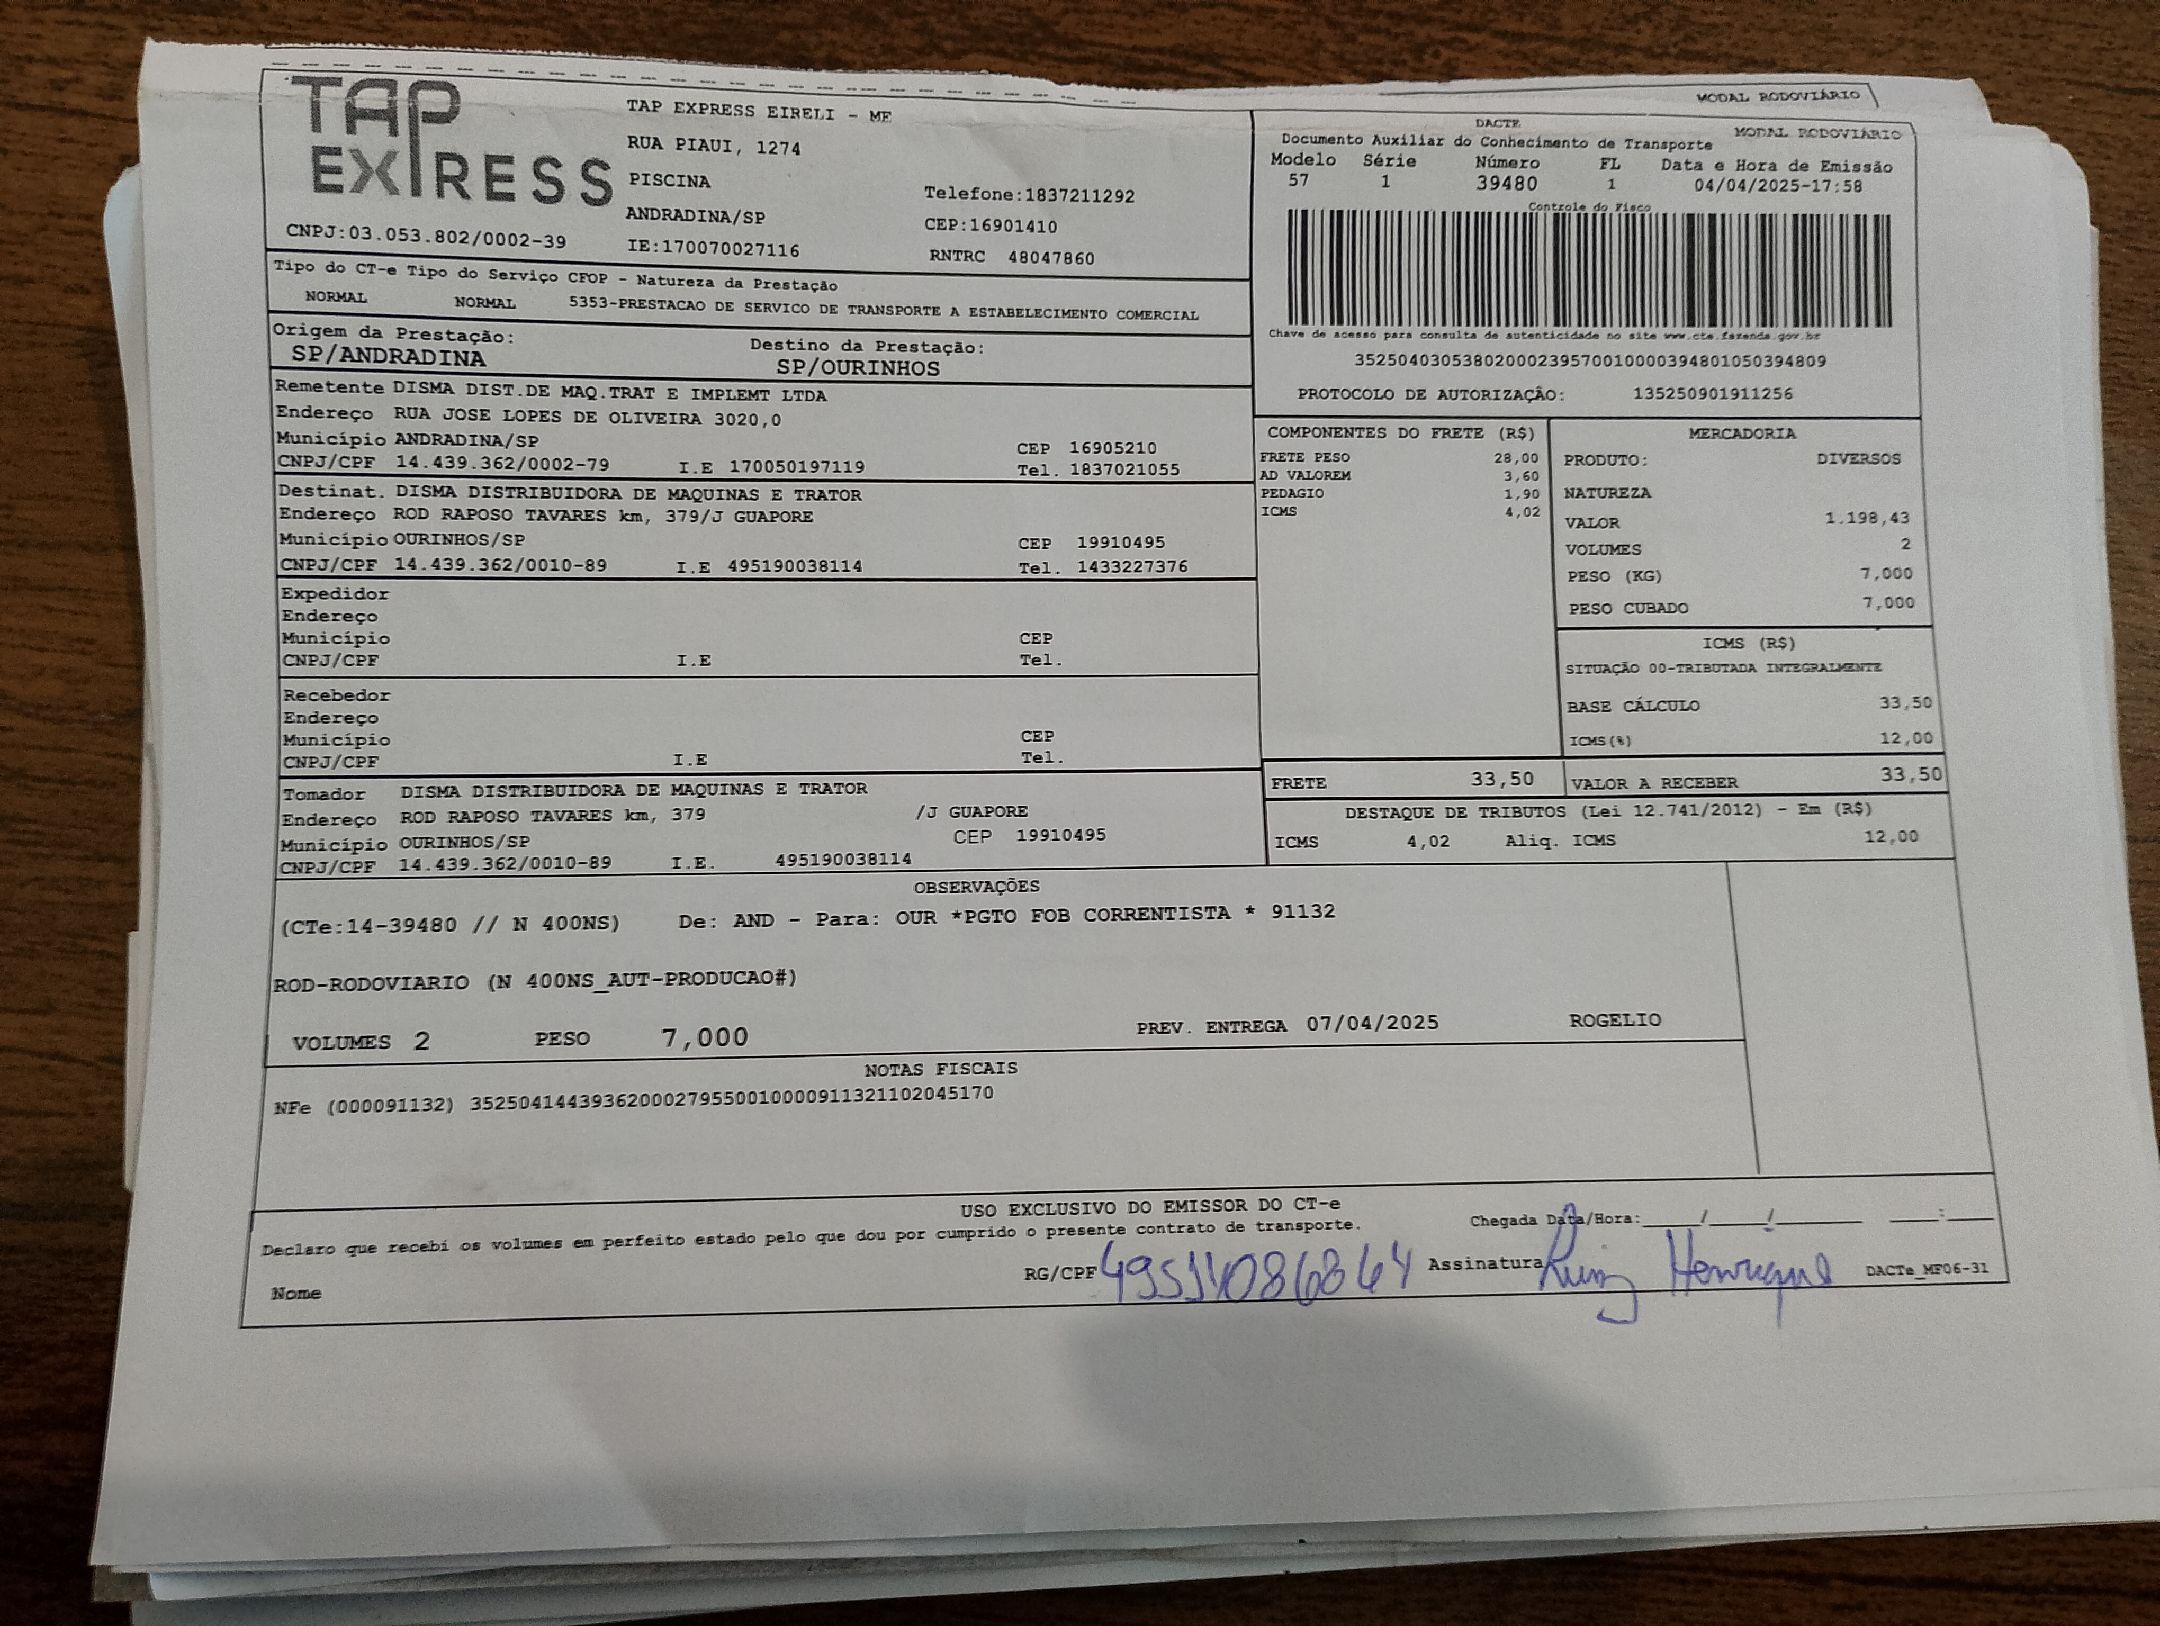 MODAL RODOVIÁRIO
TAP EXPRESS
TAP EXPRESS EIRELI - ME
RUA PIAUI, 1274
PISCINA
Telefone:1837211292
ANDRADINA/SP
CEP:16901410
CNPJ:03.053.802/0002-39
IE:170070027116
RNTRC 48047860
DACTE
MODAL RODOVIÁRIO
Documento Auxiliar do Conhecimento de Transporte
Modelo Série Número FL Data e Hora de Emissão
57 1 39480 1 04/04/2025-17:58
Controle do Fisco
Chave de acesso para consulta de autenticidade no site www.cte.fazenda.gov.br
35250403053802000239570010000394801050394809
PROTOCOLO DE AUTORIZAÇÃO: 135250901911256
Tipo do CT-e Tipo do Serviço CFOP - Natureza da Prestação
NORMAL NORMAL 5353-PRESTACAO DE SERVICO DE TRANSPORTE A ESTABELECIMENTO COMERCIAL
Origem da Prestação:
SP/ANDRADINA
Destino da Prestação:
SP/OURINHOS
Remetente DISMA DIST.DE MAQ.TRAT E IMPLEMT LTDA
Endereço RUA JOSE LOPES DE OLIVEIRA 3020,0
Município ANDRADINA/SP CEP 16905210
CNPJ/CPF 14.439.362/0002-79 I.E 170050197119 Tel. 1837021055
Destinat. DISMA DISTRIBUIDORA DE MAQUINAS E TRATOR
Endereço ROD RAPOSO TAVARES km, 379/J GUAPORE
Município OURINHOS/SP CEP 19910495
CNPJ/CPF 14.439.362/0010-89 I.E 495190038114 Tel. 1433227376
Expedidor
Endereço
Município CEP
CNPJ/CPF I.E Tel.
Recebedor
Endereço
Município CEP
CNPJ/CPF I.E Tel.
Tomador DISMA DISTRIBUIDORA DE MAQUINAS E TRATOR
Endereço ROD RAPOSO TAVARES km, 379 /J GUAPORE
Município OURINHOS/SP CEP 19910495
CNPJ/CPF 14.439.362/0010-89 I.E. 495190038114
COMPONENTES DO FRETE (R$)
FRETE PESO 28,00
AD VALOREM 3,60
PEDAGIO 1,90
ICMS 4,02
MERCADORIA
PRODUTO: DIVERSOS
NATUREZA
VALOR 1.198,43
VOLUMES 2
PESO (KG) 7,000
PESO CUBADO 7,000
ICMS (R$)
SITUAÇÃO 00-TRIBUTADA INTEGRALMENTE
BASE CÁLCULO 33,50
ICMS(%) 12,00
FRETE 33,50
VALOR A RECEBER 33,50
DESTAQUE DE TRIBUTOS (Lei 12.741/2012) - Em (R$)
ICMS 4,02 Aliq. ICMS 12,00
OBSERVAÇÕES
(CTe:14-39480 // N 400NS) De: AND - Para: OUR *PGTO FOB CORRENTISTA * 91132
ROD-RODOVIARIO (N 400NS_AUT-PRODUCAO#)
VOLUMES 2 PESO 7,000 PREV. ENTREGA 07/04/2025 ROGELIO
NOTAS FISCAIS
NFe (000091132) 35250414439362000279550010000911321102045170
USO EXCLUSIVO DO EMISSOR DO CT-e
Declaro que recebi os volumes em perfeito estado pelo que dou por cumprido o presente contrato de transporte.
Chegada Data/Hora:____/____/______ ___:___
Nome
RG/CPF
Assinatura Henrique
DACTe_MF06-31